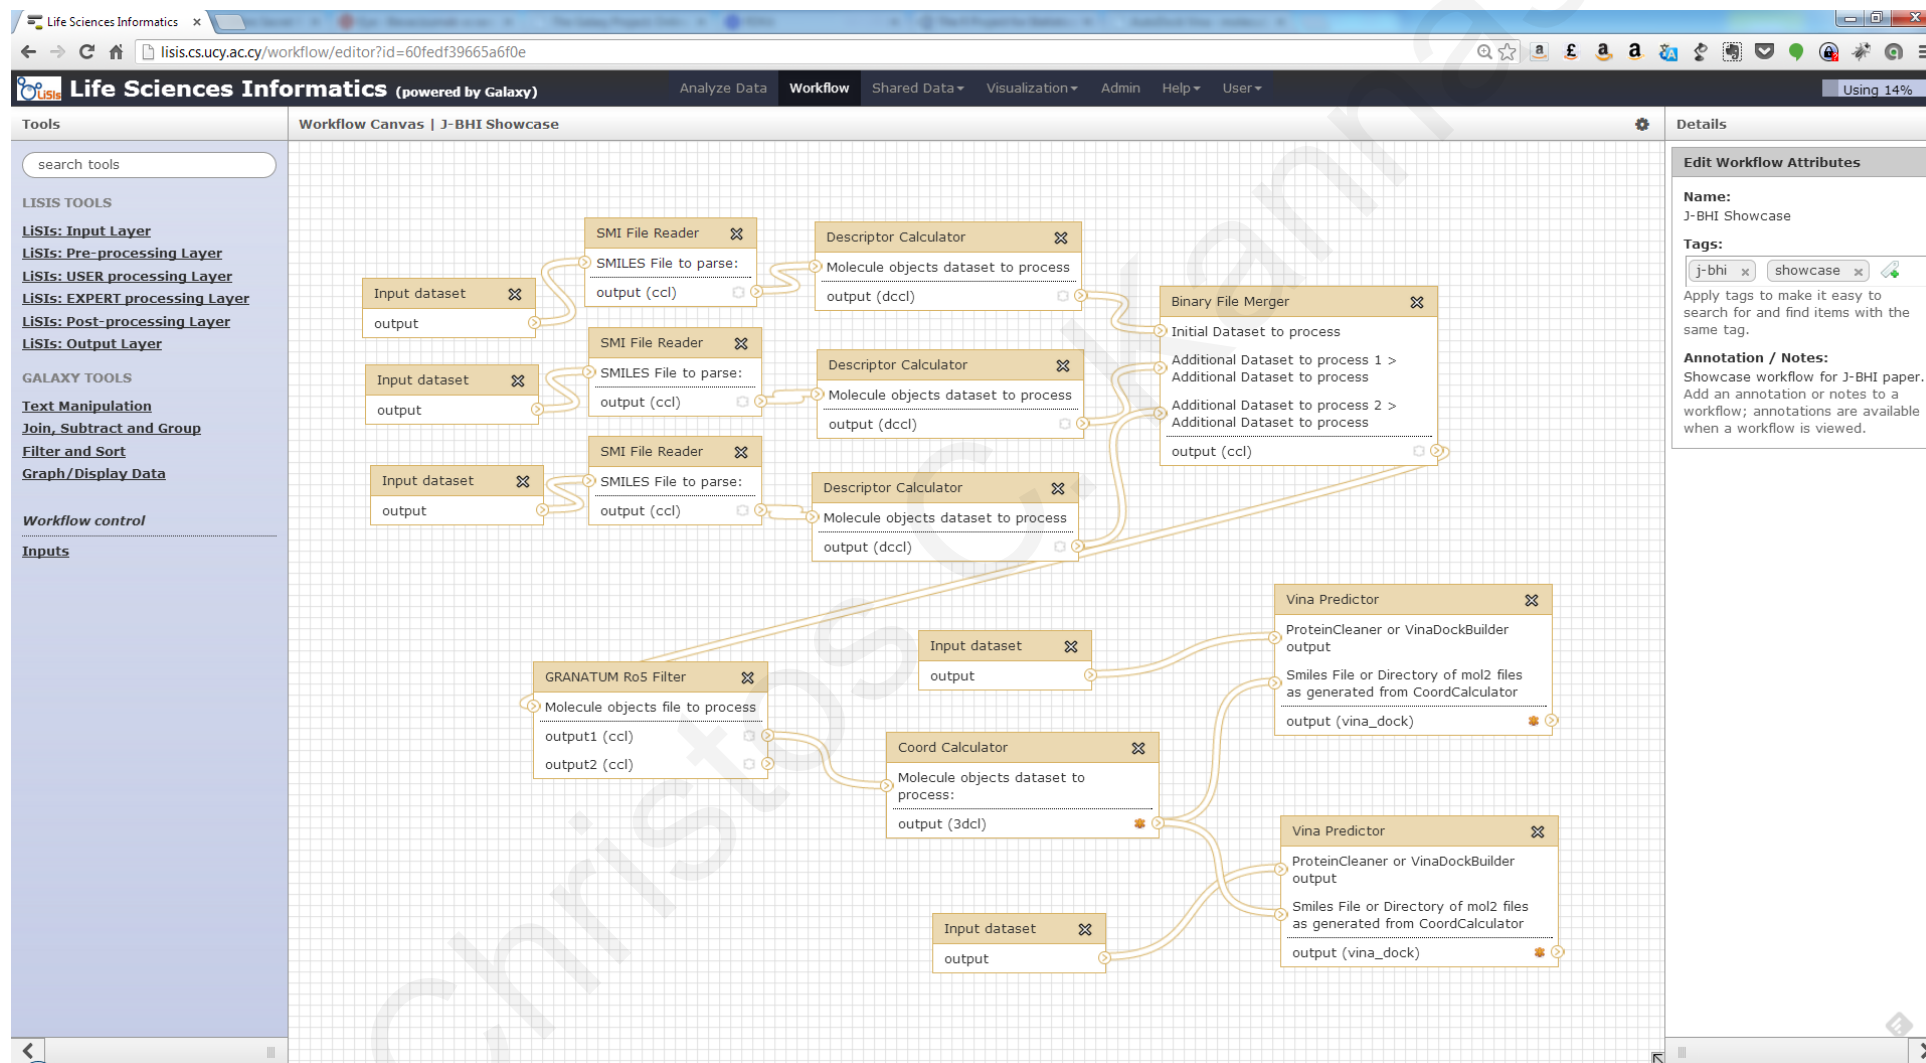 Life Sciences Informatics
lisis.cs.ucy.ac.cy/workflow/editor?id=60fedf39665a6f0e
LiSIs Life Sciences Informatics (powered by Galaxy)
Analyze Data Workflow Shared Data Visualization Admin Help User
Using 14%
Tools
search tools
LISIS TOOLS
LiSIs: Input Layer
LiSIs: Pre-processing Layer
LiSIs: USER processing Layer
LiSIs: EXPERT processing Layer
LiSIs: Post-processing Layer
LiSIs: Output Layer
GALAXY TOOLS
Text Manipulation
Join, Subtract and Group
Filter and Sort
Graph/Display Data
Workflow control
Inputs
Workflow Canvas | J-BHI Showcase
Input dataset
output
SMI File Reader
SMILES File to parse:
output (ccl)
Descriptor Calculator
Molecule objects dataset to process
output (dccl)
Input dataset
output
SMI File Reader
SMILES File to parse:
output (ccl)
Descriptor Calculator
Molecule objects dataset to process
output (dccl)
Input dataset
output
SMI File Reader
SMILES File to parse:
output (ccl)
Descriptor Calculator
Molecule objects dataset to process
output (dccl)
Binary File Merger
Initial Dataset to process
Additional Dataset to process 1 >
Additional Dataset to process
Additional Dataset to process 2 >
Additional Dataset to process
output (ccl)
GRANATUM Ro5 Filter
Molecule objects file to process
output1 (ccl)
output2 (ccl)
Input dataset
output
Coord Calculator
Molecule objects dataset to
process:
output (3dcl)
Input dataset
output
Vina Predictor
ProteinCleaner or VinaDockBuilder
output
Smiles File or Directory of mol2 files
as generated from CoordCalculator
output (vina_dock)
Vina Predictor
ProteinCleaner or VinaDockBuilder
output
Smiles File or Directory of mol2 files
as generated from CoordCalculator
output (vina_dock)
Details
Edit Workflow Attributes
Name:
J-BHI Showcase
Tags:
j-bhi x showcase x
Apply tags to make it easy to
search for and find items with the
same tag.
Annotation / Notes:
Showcase workflow for J-BHI paper.
Add an annotation or notes to a
workflow; annotations are available
when a workflow is viewed.
Christos C. Kannas